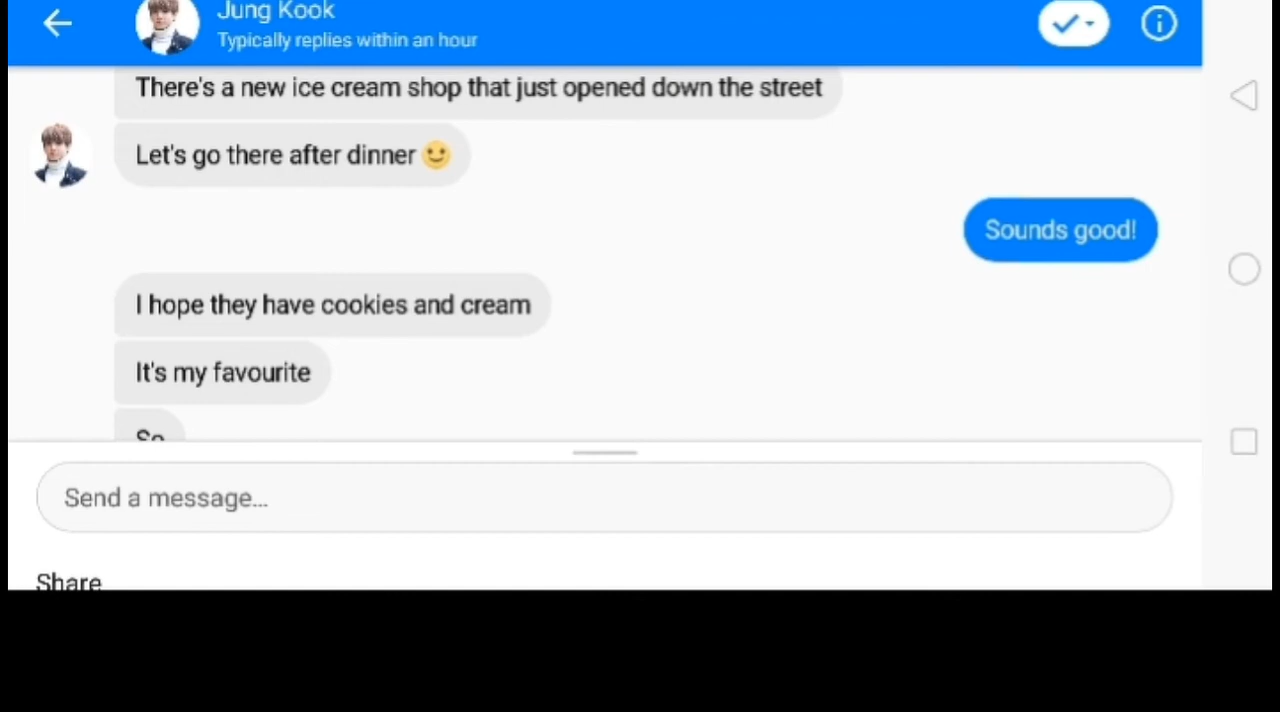 Jung Kook
Typically replies within an hour
There's a new ice cream shop that just opened down the street
Let's go there after dinner 🙂
Sounds good!
I hope they have cookies and cream
It's my favourite
So
Send a message...
Share